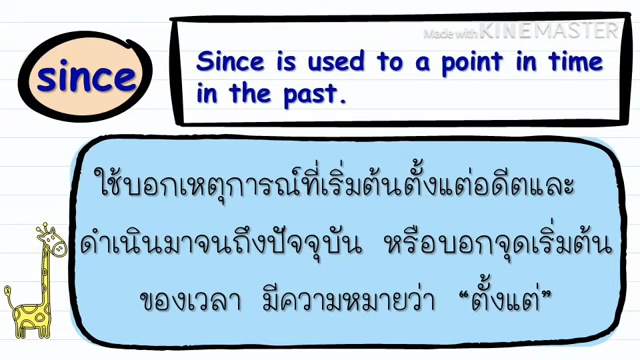 Made with KINEMASTER
since
Since is used to a point in time
in the past.
ใช้บอกเหตุการณ์ที่เริ่มต้นตั้งแต่อดีตและ
ดำเนินมาจนถึงปัจจุบัน หรือบอกจุดเริ่มต้น
ของเวลา มีความหมายว่า “ตั้งแต่”